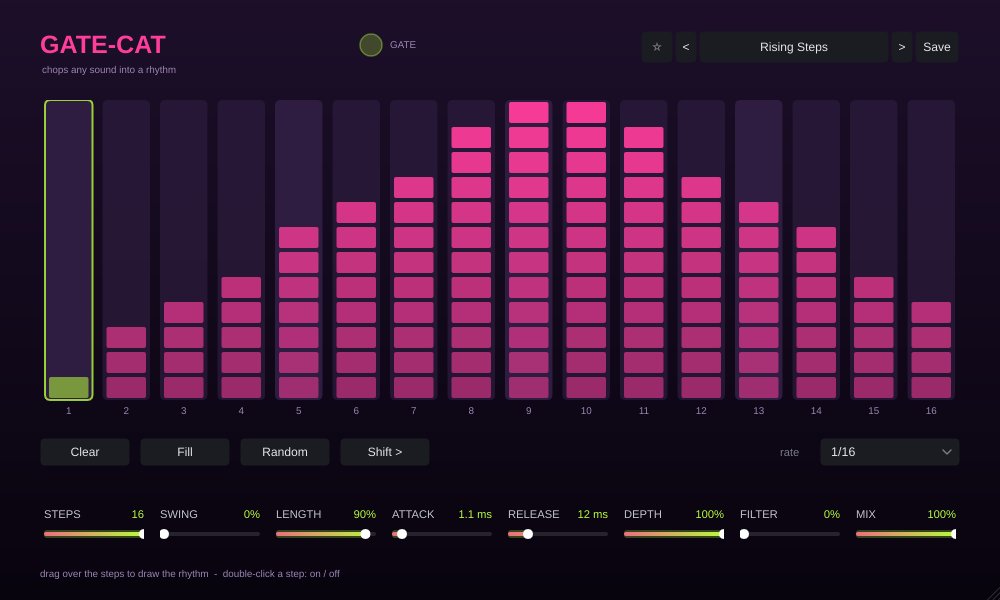 GATE-CAT
chops any sound into a rhythm
GATE
☆ < Rising Steps > Save
1 2 3 4 5 6 7 8 9 10 11 12 13 14 15 16
Clear Fill Random Shift > rate 1/16
STEPS 16 SWING 0% LENGTH 90% ATTACK 1.1 ms RELEASE 12 ms DEPTH 100% FILTER 0% MIX 100%
drag over the steps to draw the rhythm - double-click a step: on / off